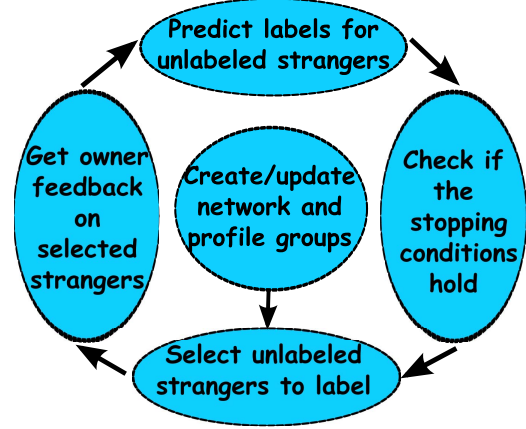 Predict labels for
unlabeled strangers
Get owner
feedback
on
selected
strangers
Create/update
network and
profile groups
Check if
the
stopping
conditions
hold
Select unlabeled
strangers to label